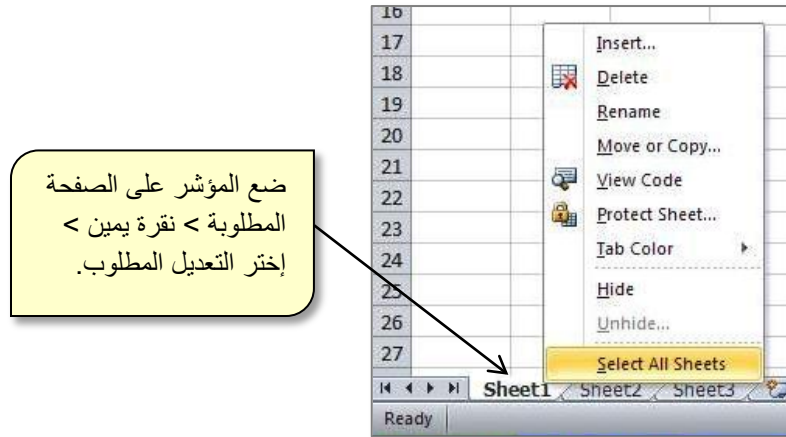 ضع المؤشر على الصفحة
المطلوبة > نقرة يمين >
إختر التعديل المطلوب.
16
17
18
19
20
21
22
23
24
25
26
27
Insert...
Delete
Rename
Move or Copy...
View Code
Protect Sheet...
Tab Color
Hide
Unhide...
Select All Sheets
Sheet1 Sheet2 Sheet3
Ready